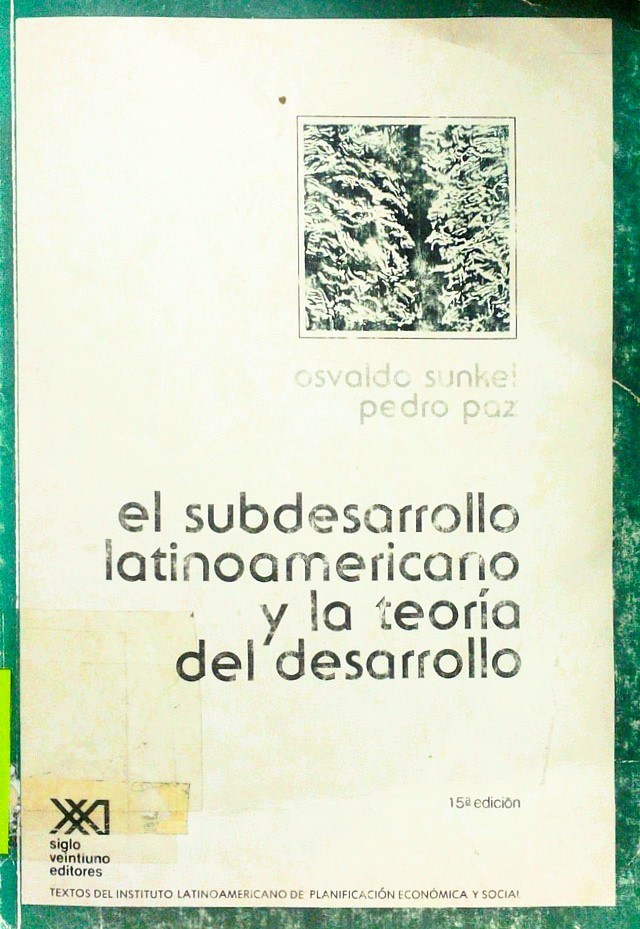 osvaldo sunkel
pedro paz
el subdesarrollo
latinoamericano
y la teoría
del desarrollo
15ª edición
XXI
siglo
veintiuno
editores
TEXTOS DEL INSTITUTO LATINOAMERICANO DE PLANIFICACIÓN ECONÓMICA Y SOCIAL